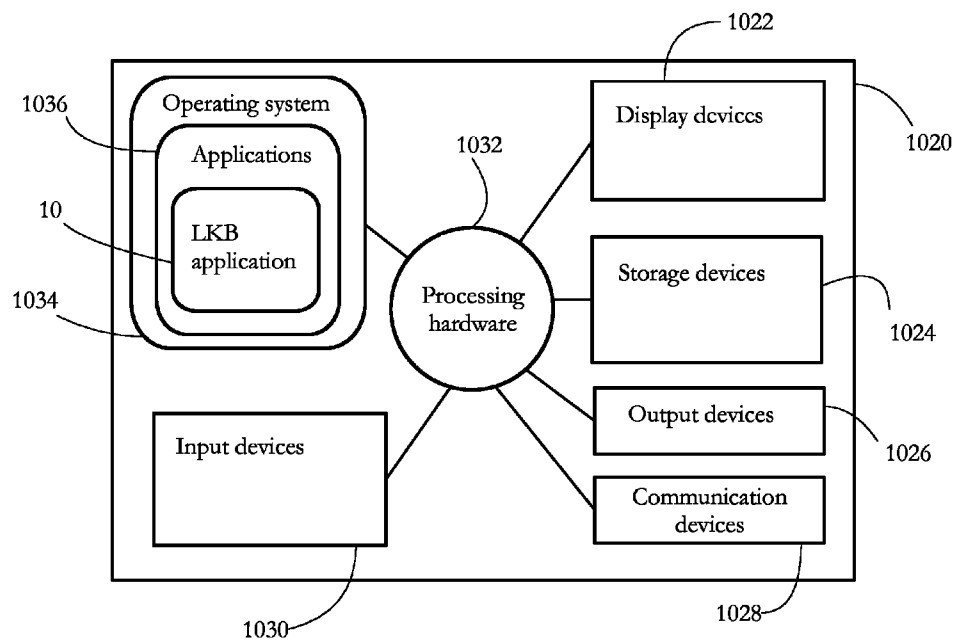 1022
Operating system
1036
Display devices
1020
Applications
1032
10
LKB
application
Storage devices
Processing
hardware
1034
1024
Output devices
Input devices
1026
Communication
devices
1030
1028